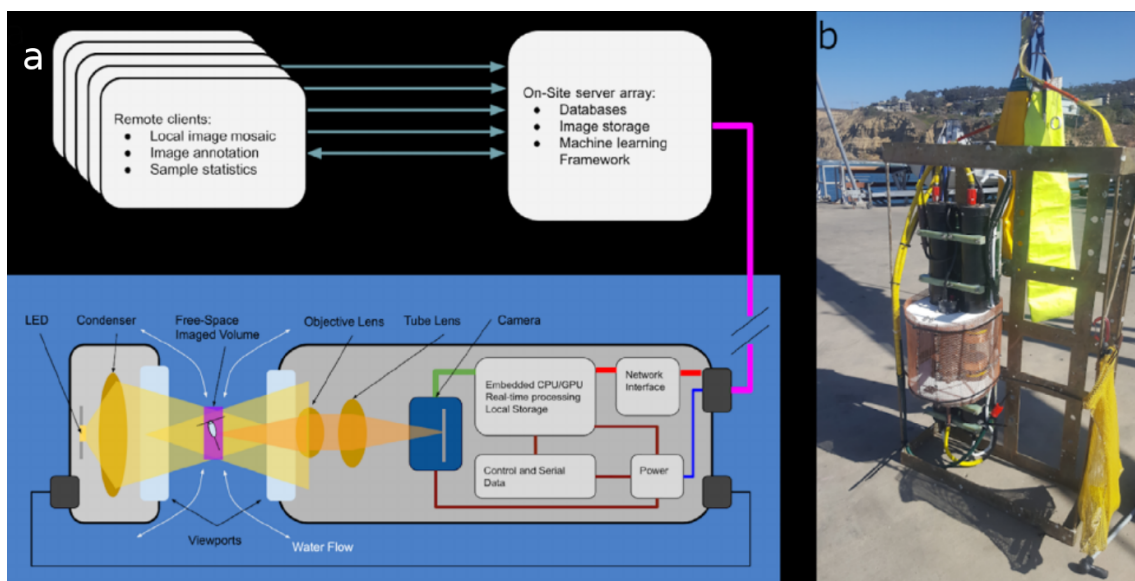 a
Remote clients:
● Local image mosaic
● Image annotation
● Sample statistics
On-Site server array:
● Databases
● Image storage
● Machine learning
Framework
LED
Condenser
Free-Space
Imaged Volume
Objective Lens
Tube Lens
Camera
Embedded CPU/GPU
Real-time processing
Local Storage
Network
Interface
Control and Serial
Data
Power
Viewports
Water Flow
b